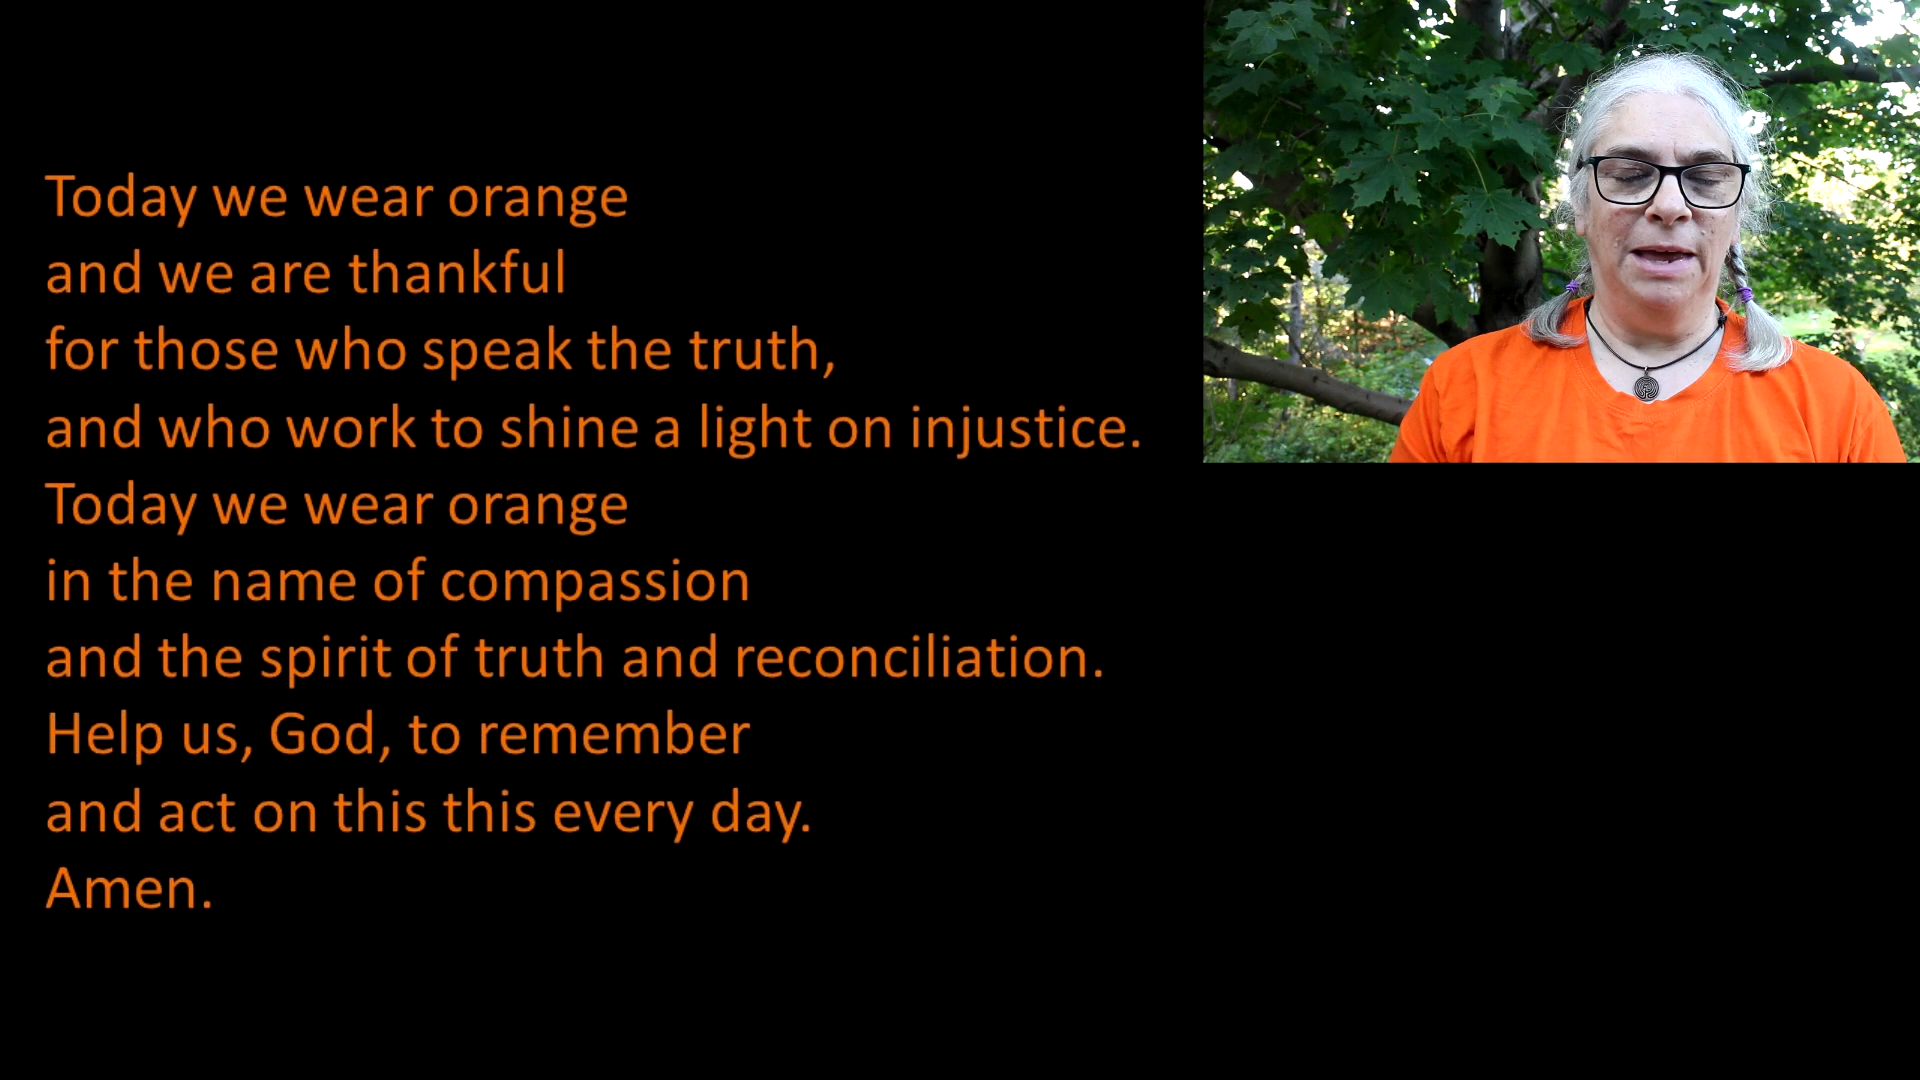 Today we wear orange
and we are thankful
for those who speak the truth,
and who work to shine a light on injustice.
Today we wear orange
in the name of compassion
and the spirit of truth and reconciliation.
Help us, God, to remember
and act on this this every day.
Amen.